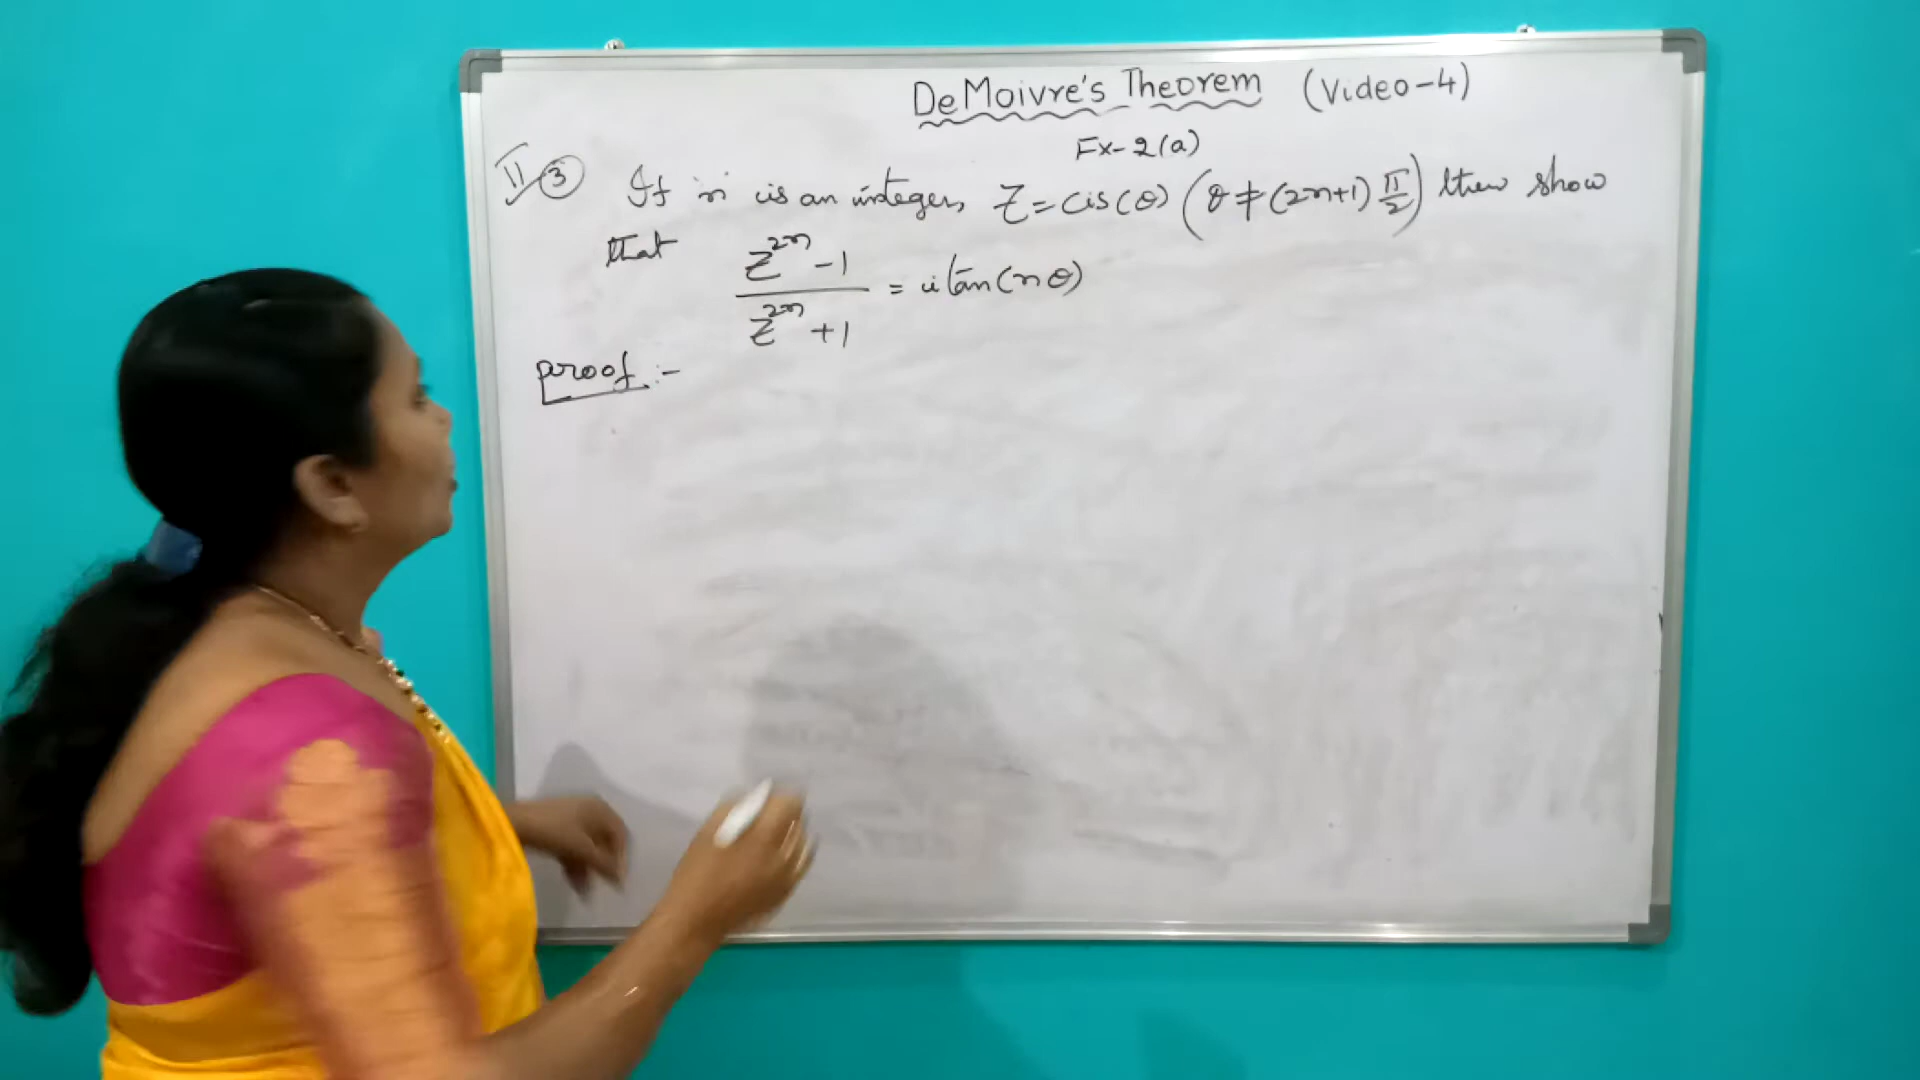 DeMoivre's Theorem (Video-4)
Ex-2(a)
II 3 If 'n' is an integer, Z = cis(θ) (θ ≠ (2n+1) π/2) then show
that (z^2n - 1)/(z^2n + 1) = i tan(nθ)
proof :-